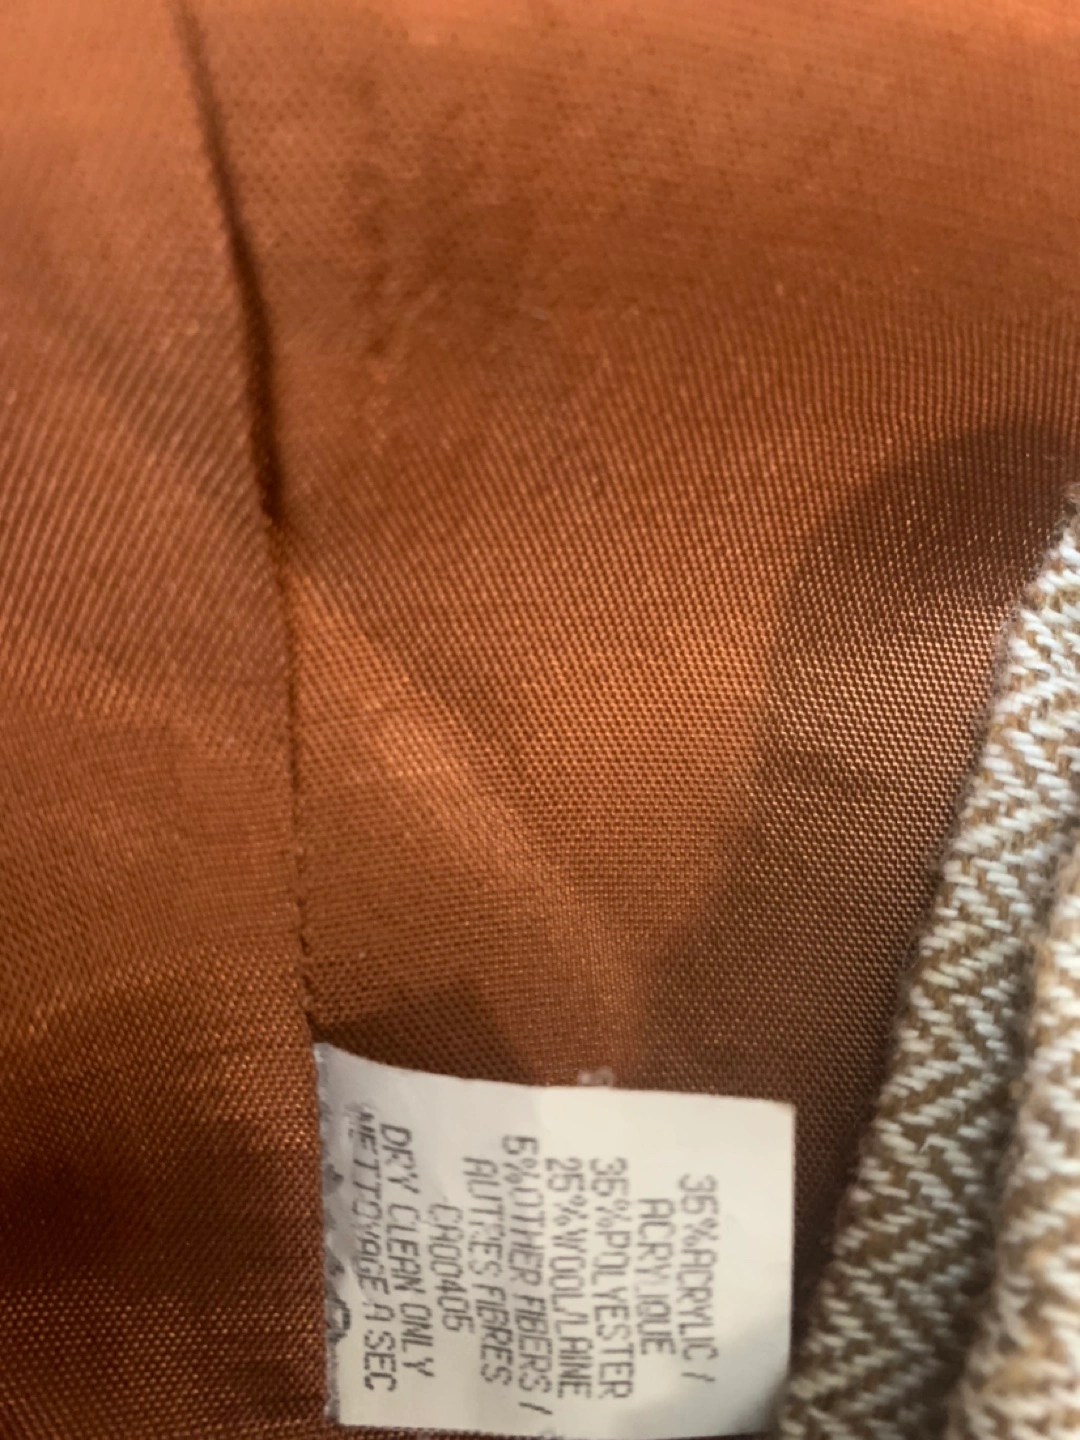 35%ACRYLIC /
ACRYLIQUE
35%POLYESTER
25%WOOL/LAINE
5%OTHER FIBERS /
AUTRES FIBRES
CA00405
DRY CLEAN ONLY
NETTOYAGE A SEC